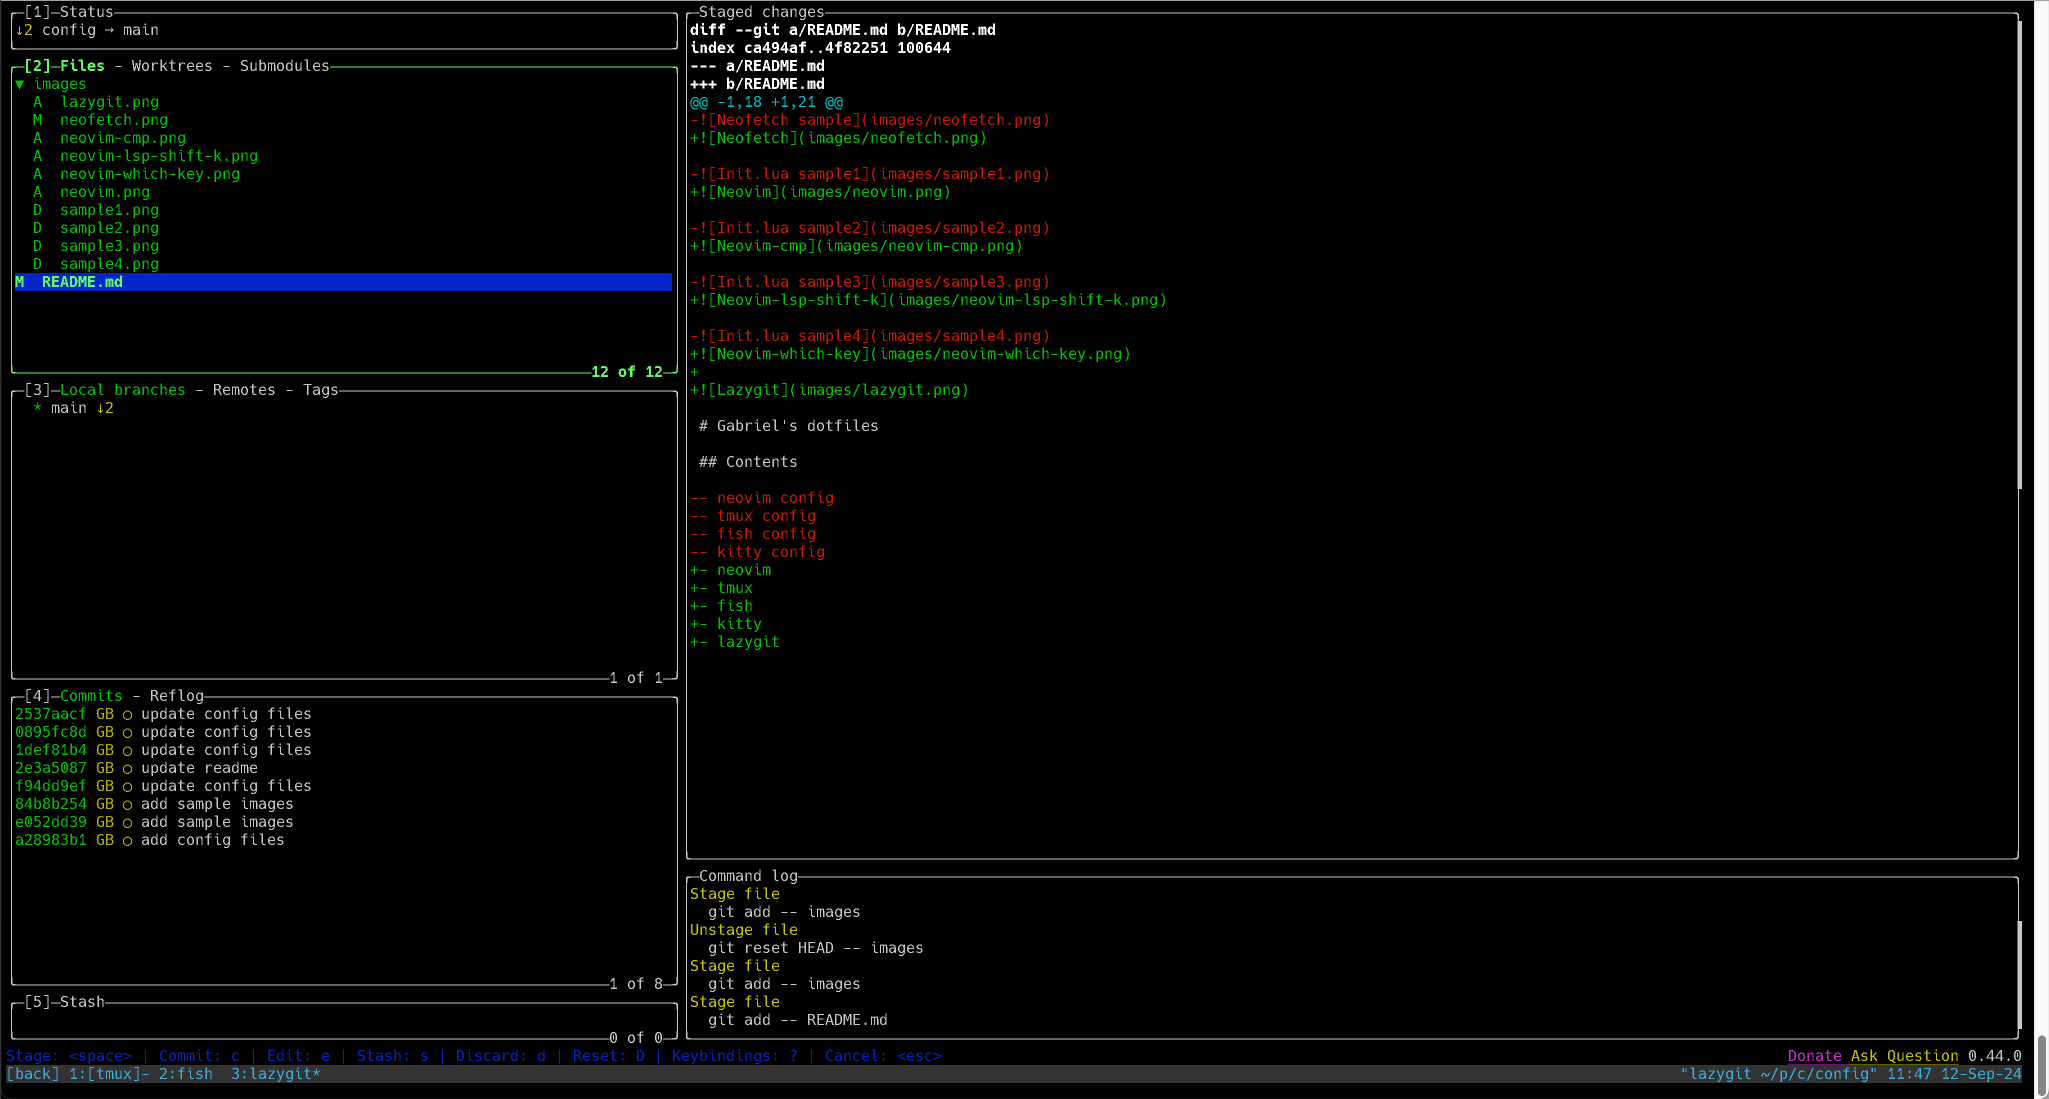 [1]─Status
↓2 config → main
[2]─Files - Worktrees - Submodules
▼ images
A lazygit.png
M neofetch.png
A neovim-cmp.png
A neovim-lsp-shift-k.png
A neovim-which-key.png
A neovim.png
D sample1.png
D sample2.png
D sample3.png
D sample4.png
M README.md
12 of 12
[3]─Local branches - Remotes - Tags
* main ↓2
1 of 1
[4]─Commits - Reflog
2537aacf GB ○ update config files
0895fc8d GB ○ update config files
1def81b4 GB ○ update config files
2e3a5087 GB ○ update readme
f94dd9ef GB ○ update config files
84b8b254 GB ○ add sample images
e052dd39 GB ○ add sample images
a28983b1 GB ○ add config files
1 of 8
[5]─Stash
0 of 0
Staged changes
diff --git a/README.md b/README.md
index ca494af..4f82251 100644
--- a/README.md
+++ b/README.md
@@ -1,18 +1,21 @@
-![Neofetch sample](images/neofetch.png)
+![Neofetch](images/neofetch.png)
-![Init.lua sample1](images/sample1.png)
+![Neovim](images/neovim.png)
-![Init.lua sample2](images/sample2.png)
+![Neovim-cmp](images/neovim-cmp.png)
-![Init.lua sample3](images/sample3.png)
+![Neovim-lsp-shift-k](images/neovim-lsp-shift-k.png)
-![Init.lua sample4](images/sample4.png)
+![Neovim-which-key](images/neovim-which-key.png)
+
+![Lazygit](images/lazygit.png)
# Gabriel's dotfiles
## Contents
-- neovim config
-- tmux config
-- fish config
-- kitty config
+- neovim
+- tmux
+- fish
+- kitty
+- lazygit
Command log
Stage file
git add -- images
Unstage file
git reset HEAD -- images
Stage file
git add -- images
Stage file
git add -- README.md
Stage: <space> | Commit: c | Edit: e | Stash: s | Discard: d | Reset: D | Keybindings: ? | Cancel: <esc>
Donate Ask Question 0.44.0
[back] 1:[tmux]- 2:fish 3:lazygit*
"lazygit ~/p/c/config" 11:47 12-Sep-24